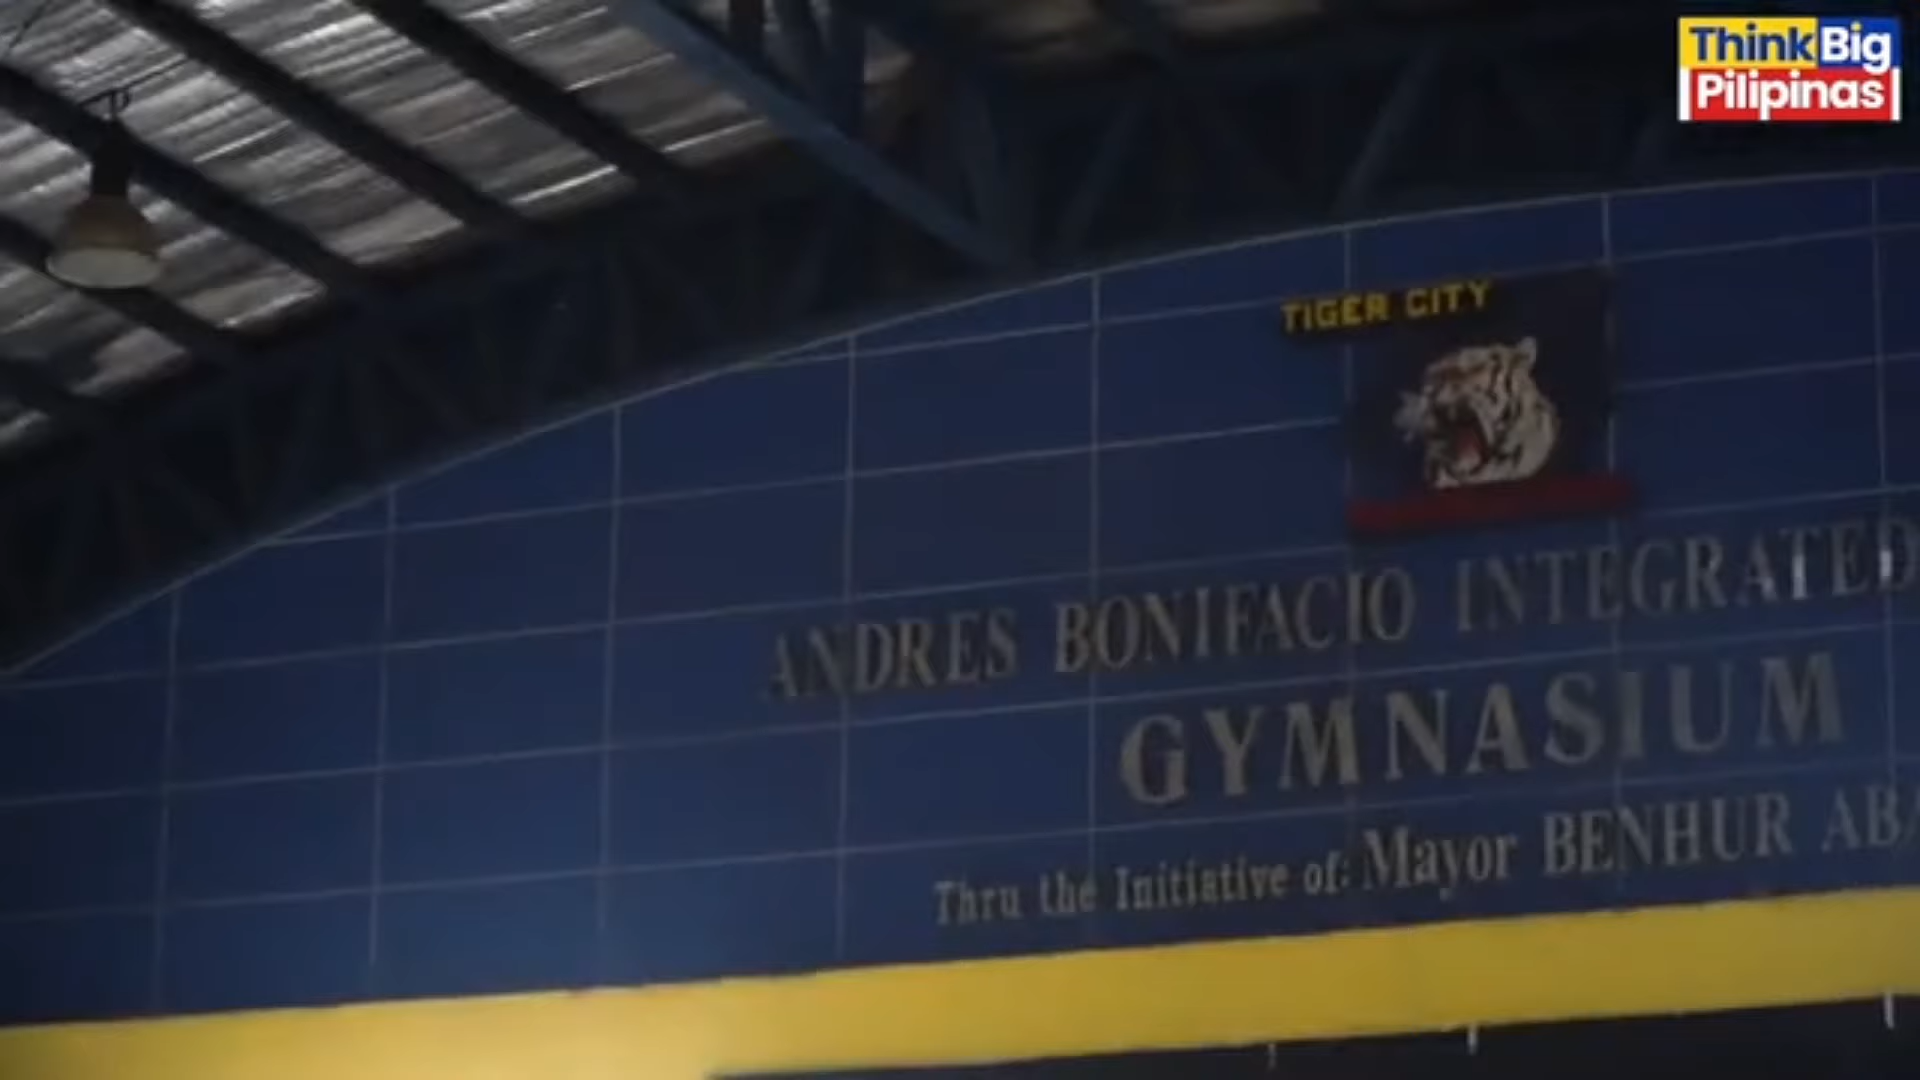 ThinkBig
Pilipinas
TIGER CITY
ANDRES BONIFACIO INTEGRATED
GYMNASIUM
Thru the Initiative of: Mayor BENHUR